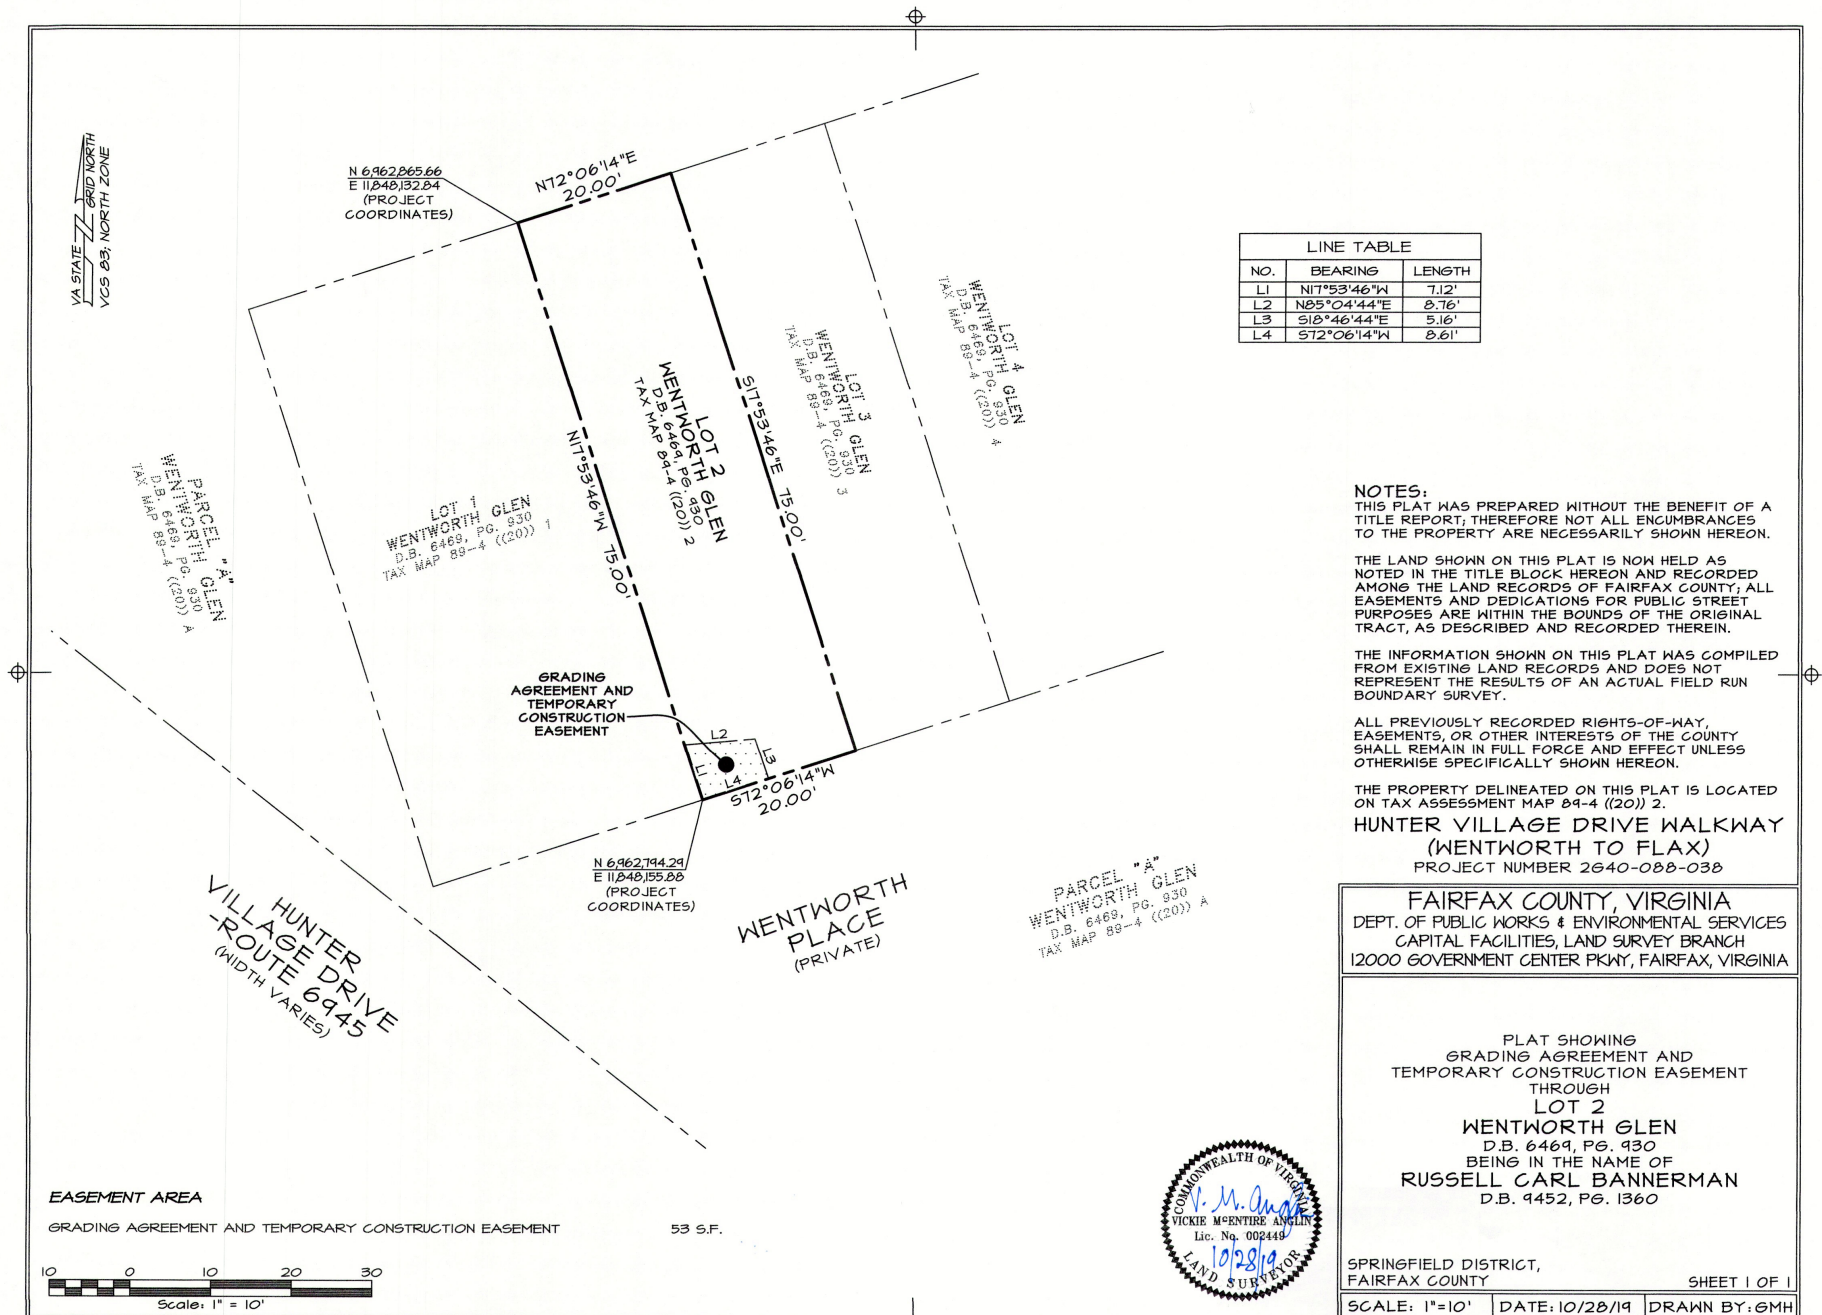 VA STATE GRID NORTH
VCS 83; NORTH ZONE
N 6,962,865.66
E 11,848,132.84
(PROJECT
COORDINATES)
N72°06'14"E
20.00'
LINE TABLE
NO. BEARING LENGTH
L1 N17°53'46"W 7.12'
L2 N85°04'44"E 8.76'
L3 S18°46'44"E 5.16'
L4 S72°06'14"W 8.61'
PARCEL "A"
WENTWORTH GLEN
D.B. 6469, PG. 930
TAX MAP 89-4 ((20)) A
LOT 1
WENTWORTH GLEN
D.B. 6469, PG. 930
TAX MAP 89-4 ((20)) 1
N17°53'46"W 75.00'
LOT 2
WENTWORTH GLEN
D.B. 6469, PG. 930
TAX MAP 89-4 ((20)) 2
S17°53'46"E 75.00'
LOT 3
WENTWORTH GLEN
D.B. 6469, PG. 930
TAX MAP 89-4 ((20)) 3
LOT 4
WENTWORTH GLEN
D.B. 6469, PG. 930
TAX MAP 89-4 ((20)) 4
GRADING
AGREEMENT AND
TEMPORARY
CONSTRUCTION
EASEMENT
L2
L1
L3
L4
S72°06'14"W
20.00'
N 6,962,794.29
E 11,848,155.88
(PROJECT
COORDINATES)
WENTWORTH
PLACE
(PRIVATE)
PARCEL "A"
WENTWORTH GLEN
D.B. 6469, PG. 930
TAX MAP 89-4 ((20)) A
HUNTER
VILLAGE DRIVE
-ROUTE 6945
(WIDTH VARIES)
NOTES:
THIS PLAT WAS PREPARED WITHOUT THE BENEFIT OF A
TITLE REPORT; THEREFORE NOT ALL ENCUMBRANCES
TO THE PROPERTY ARE NECESSARILY SHOWN HEREON.
THE LAND SHOWN ON THIS PLAT IS NOW HELD AS
NOTED IN THE TITLE BLOCK HEREON AND RECORDED
AMONG THE LAND RECORDS OF FAIRFAX COUNTY; ALL
EASEMENTS AND DEDICATIONS FOR PUBLIC STREET
PURPOSES ARE WITHIN THE BOUNDS OF THE ORIGINAL
TRACT, AS DESCRIBED AND RECORDED THEREIN.
THE INFORMATION SHOWN ON THIS PLAT WAS COMPILED
FROM EXISTING LAND RECORDS AND DOES NOT
REPRESENT THE RESULTS OF AN ACTUAL FIELD RUN
BOUNDARY SURVEY.
ALL PREVIOUSLY RECORDED RIGHTS-OF-WAY,
EASEMENTS, OR OTHER INTERESTS OF THE COUNTY
SHALL REMAIN IN FULL FORCE AND EFFECT UNLESS
OTHERWISE SPECIFICALLY SHOWN HEREON.
THE PROPERTY DELINEATED ON THIS PLAT IS LOCATED
ON TAX ASSESSMENT MAP 89-4 ((20)) 2.
HUNTER VILLAGE DRIVE WALKWAY
(WENTWORTH TO FLAX)
PROJECT NUMBER 2G40-088-038
FAIRFAX COUNTY, VIRGINIA
DEPT. OF PUBLIC WORKS & ENVIRONMENTAL SERVICES
CAPITAL FACILITIES, LAND SURVEY BRANCH
12000 GOVERNMENT CENTER PKWY, FAIRFAX, VIRGINIA
PLAT SHOWING
GRADING AGREEMENT AND
TEMPORARY CONSTRUCTION EASEMENT
THROUGH
LOT 2
WENTWORTH GLEN
D.B. 6469, PG. 930
BEING IN THE NAME OF
RUSSELL CARL BANNERMAN
D.B. 9452, PG. 1360
SPRINGFIELD DISTRICT,
FAIRFAX COUNTY SHEET 1 OF 1
SCALE: 1"=10' DATE: 10/28/19 DRAWN BY: GMH
COMMONWEALTH OF VIRGINIA
V. M. Anglin
VICKIE McENTIRE ANGLIN
Lic. No. 002449
10/28/19
LAND SURVEYOR
EASEMENT AREA
GRADING AGREEMENT AND TEMPORARY CONSTRUCTION EASEMENT 53 S.F.
10 0 10 20 30
Scale: 1" = 10'